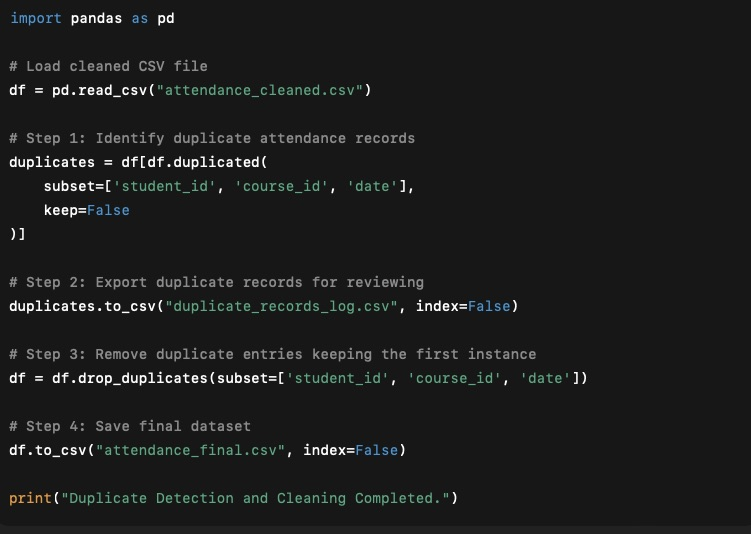 import pandas as pd
# Load cleaned CSV file
df = pd.read_csv("attendance_cleaned.csv")
# Step 1: Identify duplicate attendance records
duplicates = df[df.duplicated(
    subset=['student_id', 'course_id', 'date'],
    keep=False
)]
# Step 2: Export duplicate records for reviewing
duplicates.to_csv("duplicate_records_log.csv", index=False)
# Step 3: Remove duplicate entries keeping the first instance
df = df.drop_duplicates(subset=['student_id', 'course_id', 'date'])
# Step 4: Save final dataset
df.to_csv("attendance_final.csv", index=False)
print("Duplicate Detection and Cleaning Completed.")